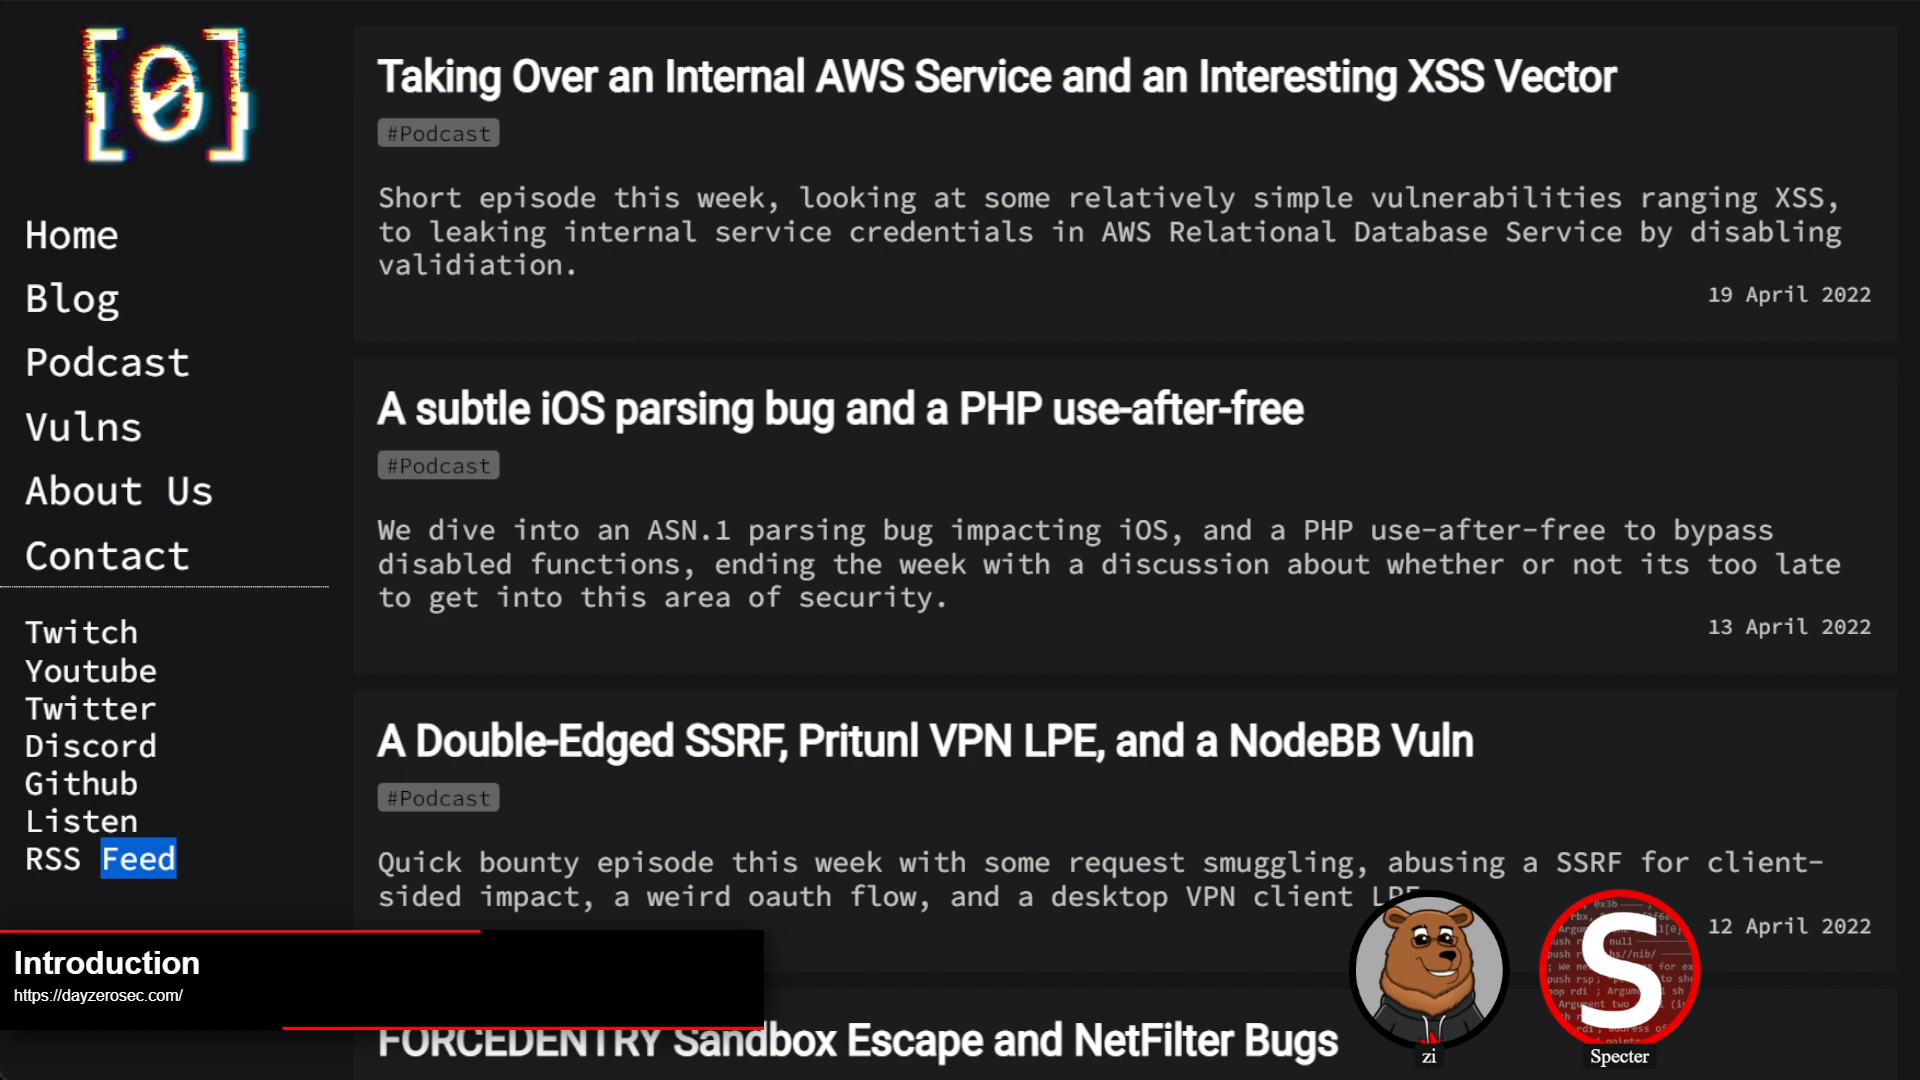 [0]
Home
Blog
Podcast
Vulns
About Us
Contact
Twitch
Youtube
Twitter
Discord
Github
Listen
RSS Feed
Taking Over an Internal AWS Service and an Interesting XSS Vector
#Podcast
Short episode this week, looking at some relatively simple vulnerabilities ranging XSS,
to leaking internal service credentials in AWS Relational Database Service by disabling
validiation.
19 April 2022
A subtle iOS parsing bug and a PHP use-after-free
#Podcast
We dive into an ASN.1 parsing bug impacting iOS, and a PHP use-after-free to bypass
disabled functions, ending the week with a discussion about whether or not its too late
to get into this area of security.
13 April 2022
A Double-Edged SSRF, Pritunl VPN LPE, and a NodeBB Vuln
#Podcast
Quick bounty episode this week with some request smuggling, abusing a SSRF for client-
sided impact, a weird oauth flow, and a desktop VPN client LPE
12 April 2022
FORCEDENTRY Sandbox Escape and NetFilter Bugs
Introduction
https://dayzerosec.com/
zi
S
Specter